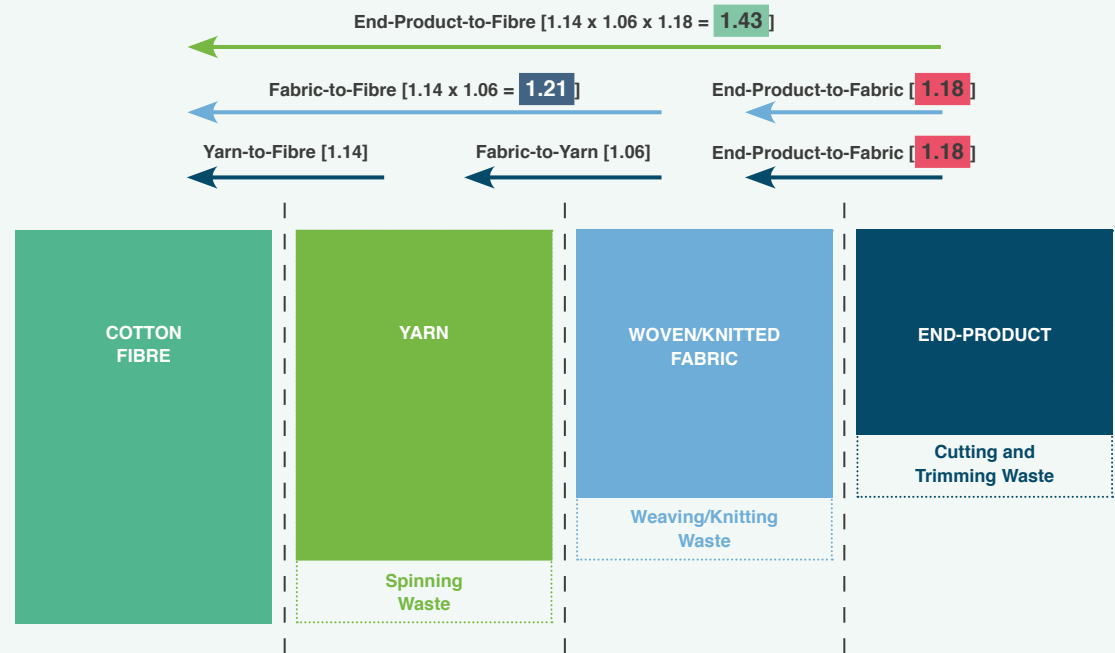 End-Product-to-Fibre [1.14 x 1.06 x 1.18 = 1.43 ]
Fabric-to-Fibre [1.14 x 1.06 = 1.21 ]
End-Product-to-Fabric [ 1.18 ]
Yarn-to-Fibre [1.14]
Fabric-to-Yarn [1.06]
End-Product-to-Fabric [ 1.18 ]
COTTON
FIBRE
YARN
WOVEN/KNITTED
FABRIC
END-PRODUCT
Cutting and
Trimming Waste
Weaving/Knitting
Waste
Spinning
Waste